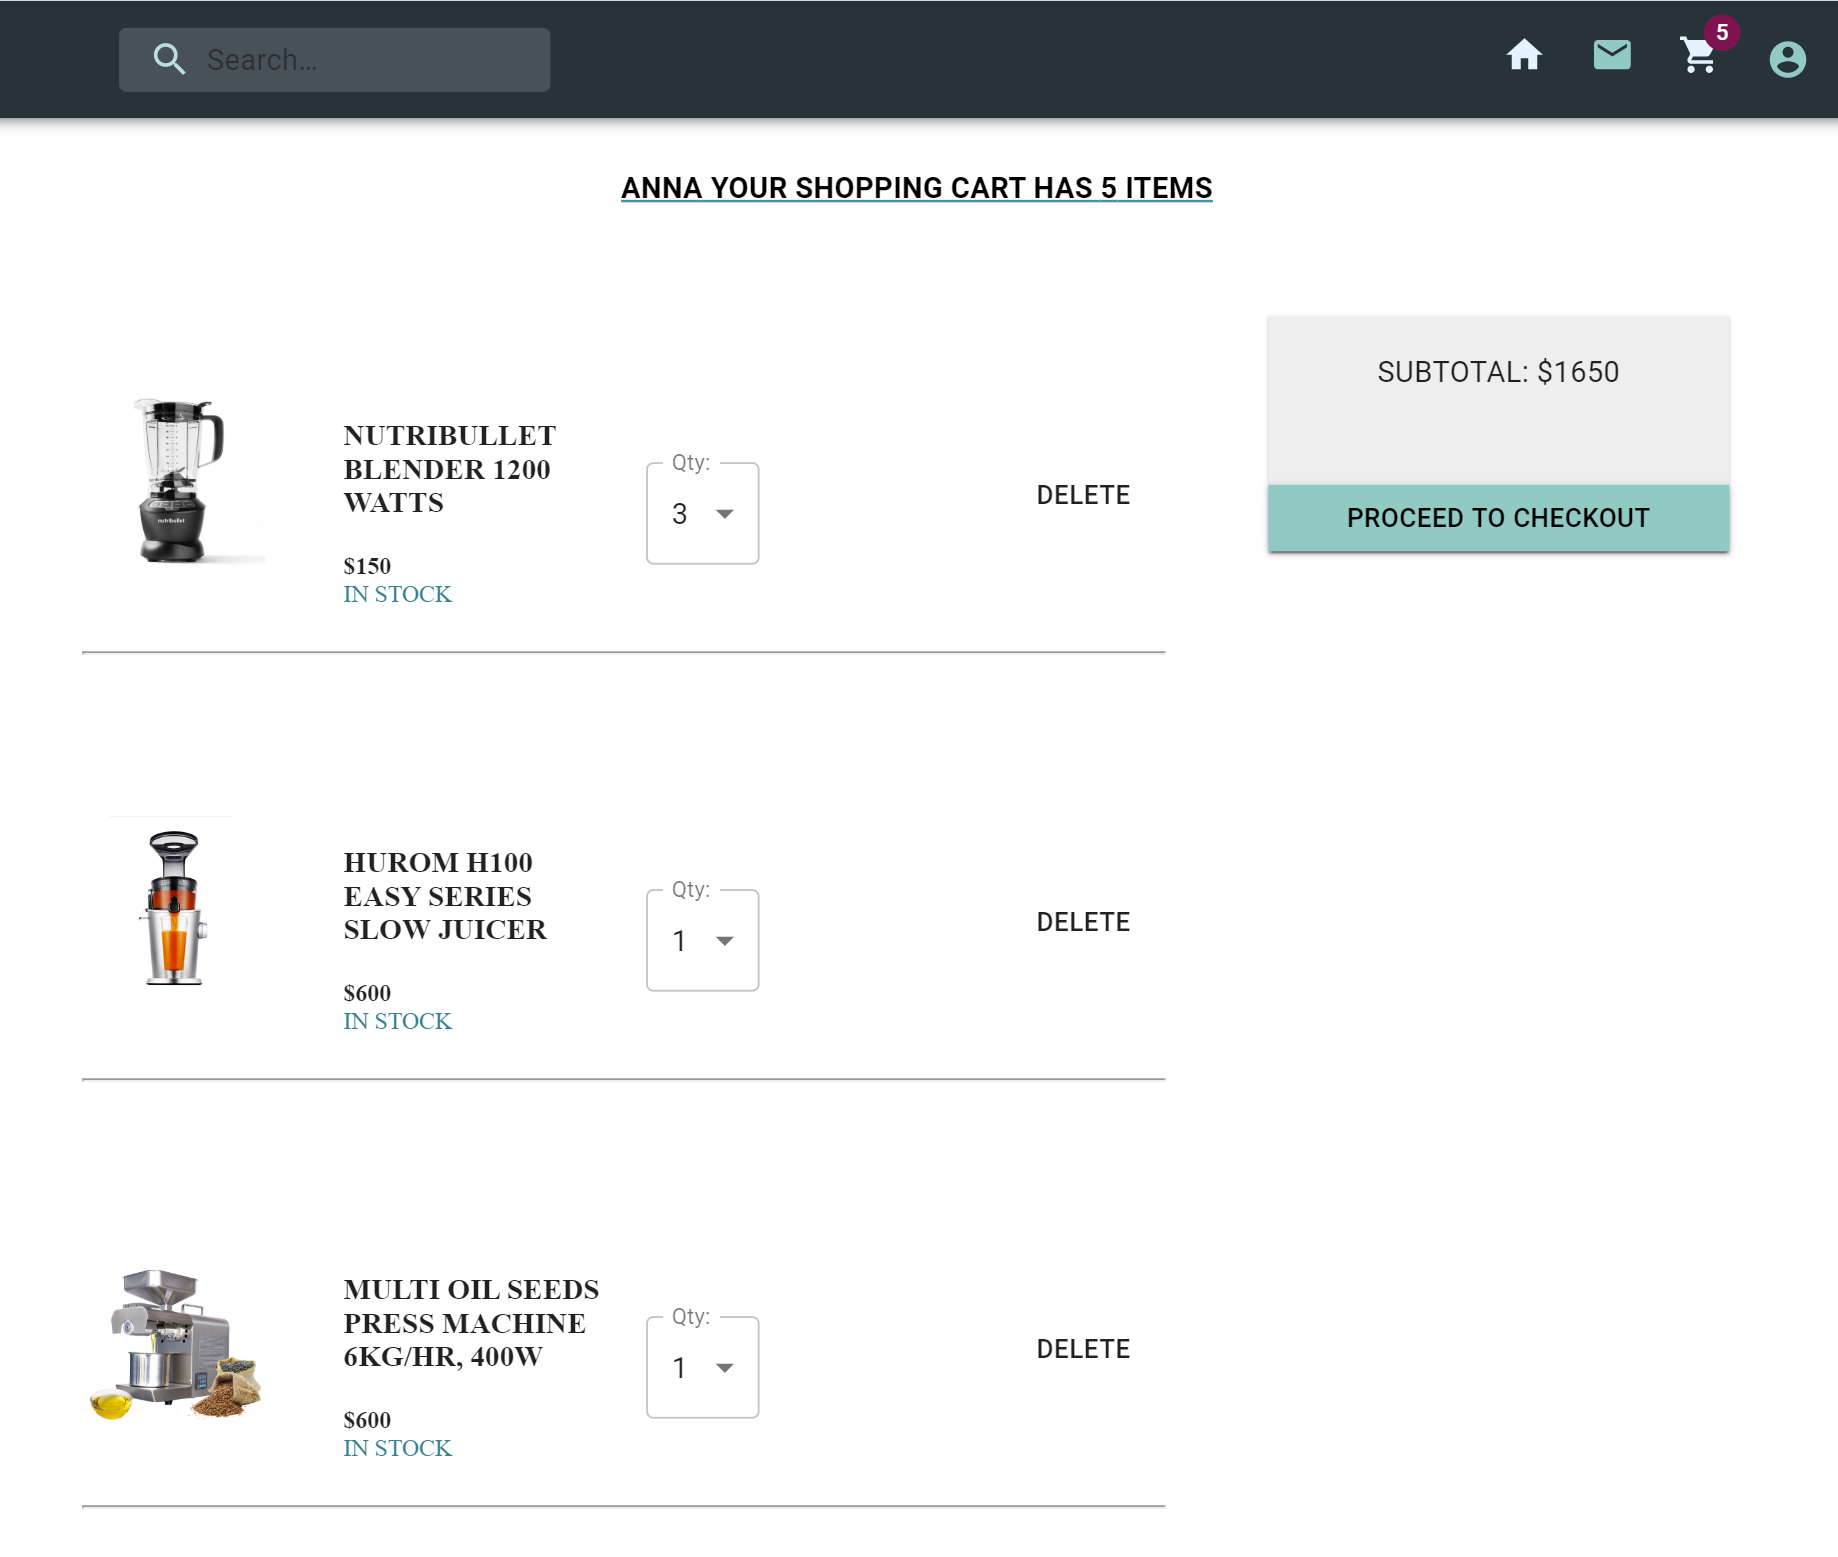 Search...
5
ANNA YOUR SHOPPING CART HAS 5 ITEMS
SUBTOTAL: $1650
PROCEED TO CHECKOUT
nutribullet
NUTRIBULLET
BLENDER 1200
WATTS
$150
IN STOCK
Qty:
3
DELETE
HUROM H100
EASY SERIES
SLOW JUICER
$600
IN STOCK
Qty:
1
DELETE
MULTI OIL SEEDS
PRESS MACHINE
6KG/HR, 400W
$600
IN STOCK
Qty:
1
DELETE